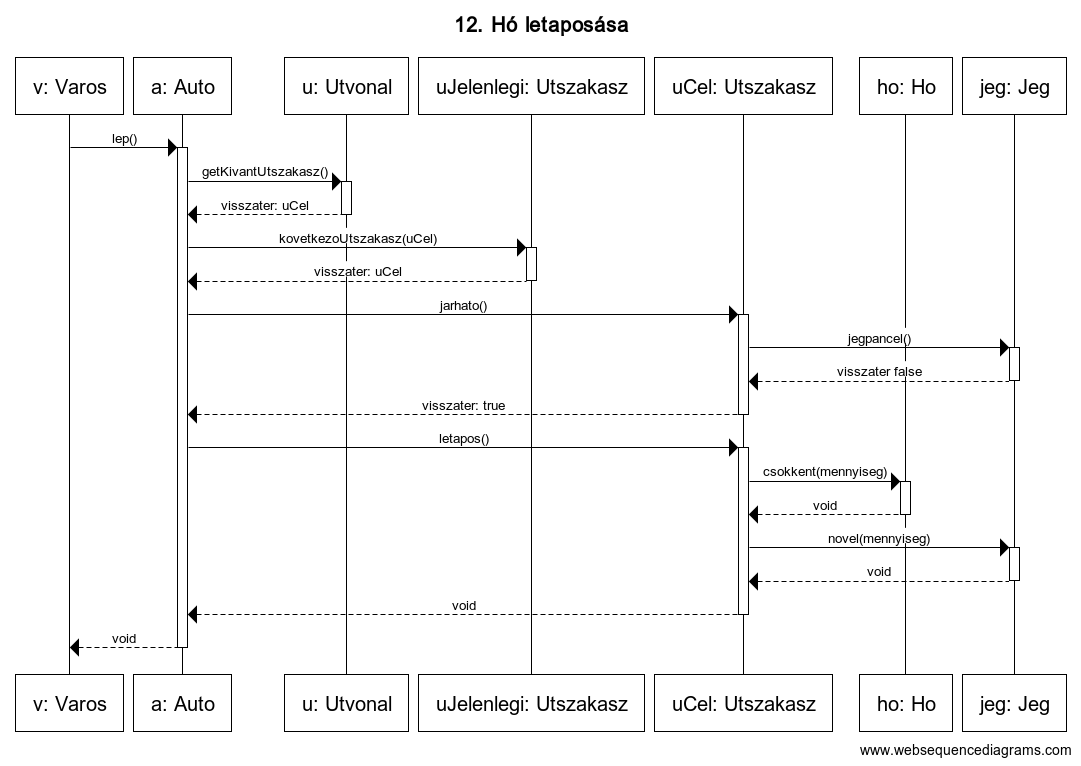 12. Hó letaposása
v: Varos
a: Auto
u: Utvonal
uJelenlegi: Utszakasz
uCel: Utszakasz
ho: Ho
jeg: Jeg
lep()
getKivantUtszakasz()
visszater: uCel
kovetkezoUtszakasz(uCel)
visszater: uCel
jarhato()
jegpancel()
visszater false
visszater: true
letapos()
csokkent(mennyiseg)
void
novel(mennyiseg)
void
void
void
v: Varos
a: Auto
u: Utvonal
uJelenlegi: Utszakasz
uCel: Utszakasz
ho: Ho
jeg: Jeg
www.websequencediagrams.com